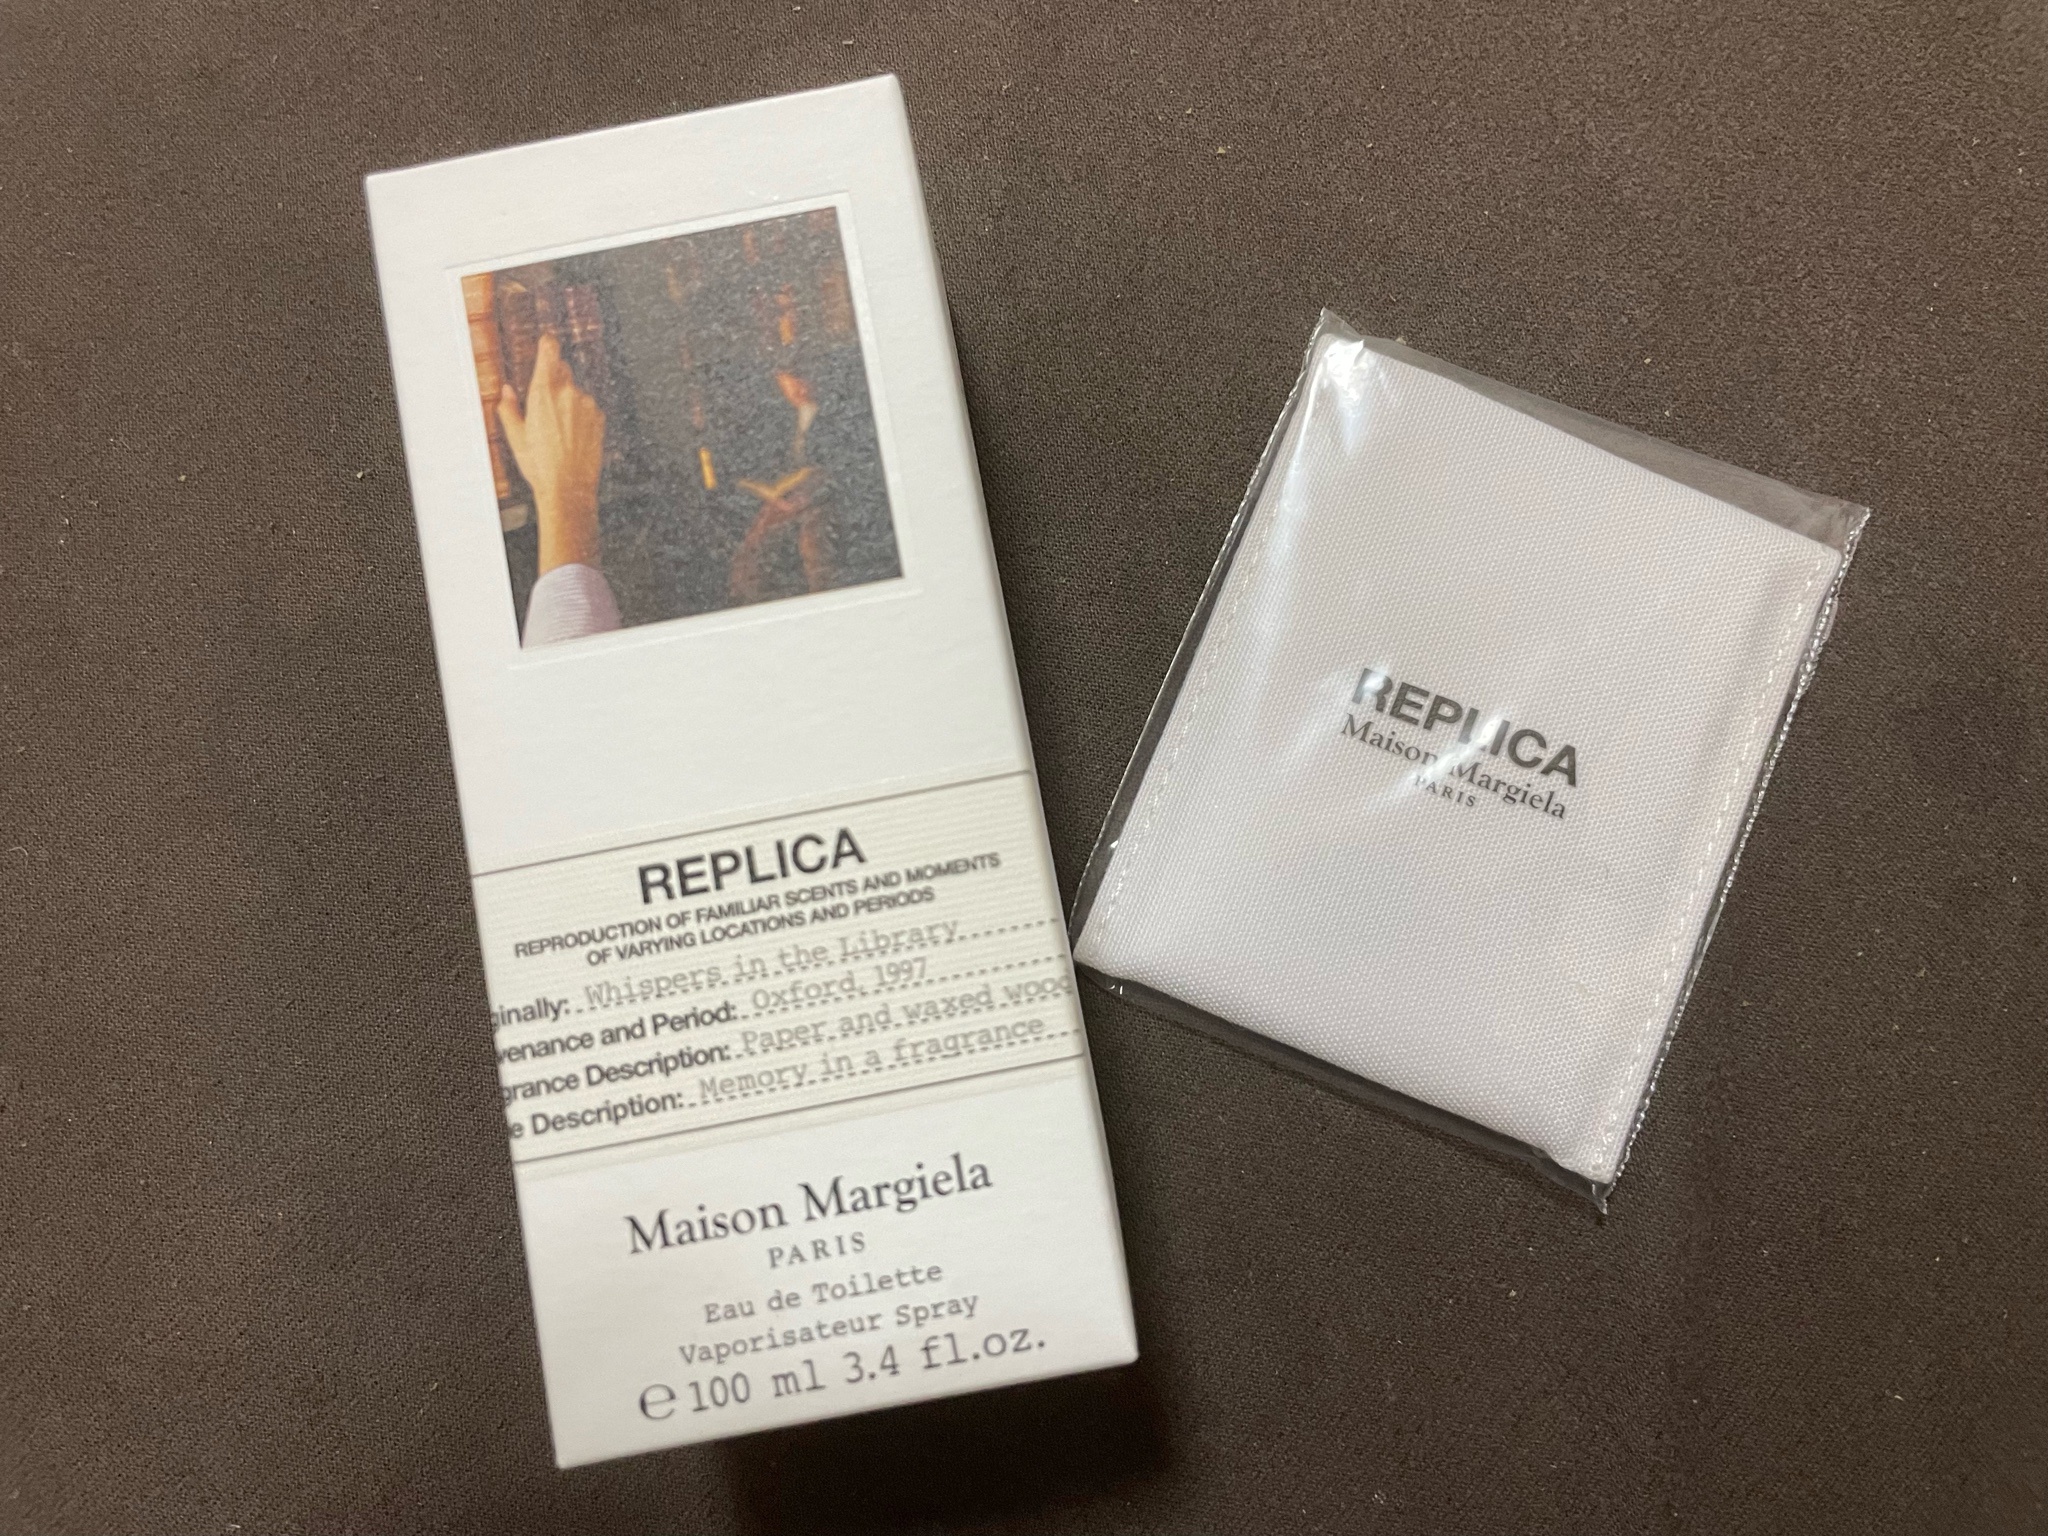 REPLICA
REPRODUCTION OF FAMILIAR SCENTS AND MOMENTS
OF VARYING LOCATIONS AND PERIODS
ginally: Whispers in the Library
venance and Period: Oxford, 1997
grance Description: Paper and waxed wood
e Description: Memory in a fragrance
Maison Margiela
PARIS
Eau de Toilette
Vaporisateur Spray
℮ 100 ml 3.4 fl.oz.
REPLICA
Maison Margiela
PARIS